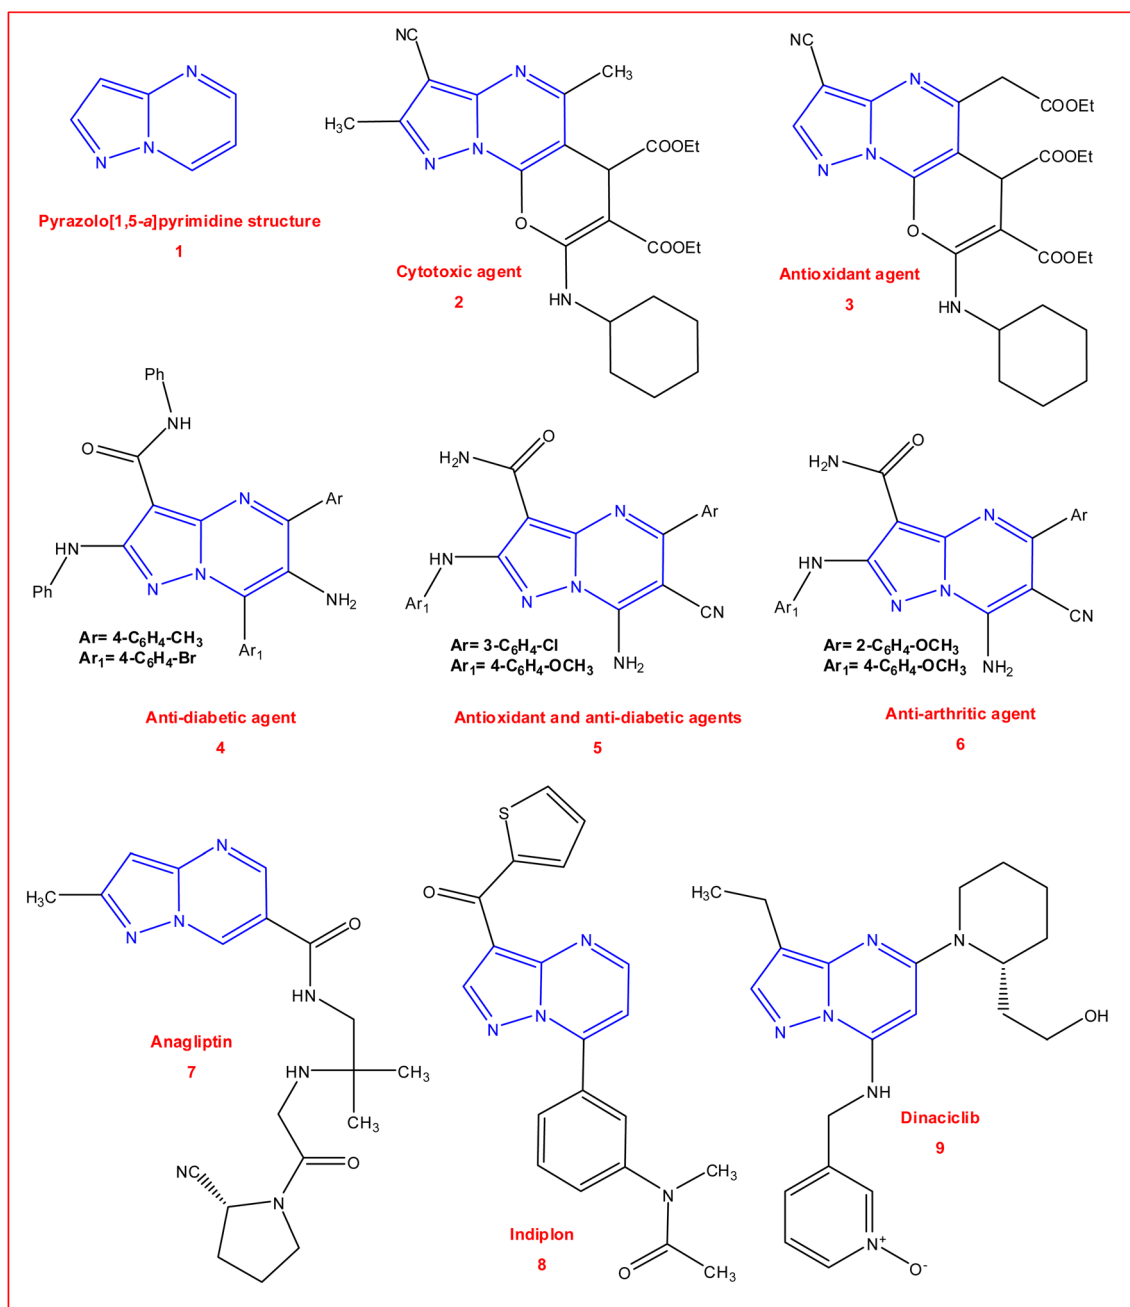 N
N
N
Pyrazolo[1,5-a]pyrimidine structure
1
NC
N
CH3
H3C
N
N
COOEt
O
COOEt
HN
Cytotoxic agent
2
NC
N
COOEt
N
N
COOEt
O
COOEt
HN
Antioxidant agent
3
Ph
NH
O
N
Ar
HN
N
N
Ph
NH2
Ar1
Ar= 4-C6H4-CH3
Ar1= 4-C6H4-Br
Anti-diabetic agent
4
O
H2N
N
Ar
HN
N
N
Ar1
CN
NH2
Ar= 3-C6H4-Cl
Ar1= 4-C6H4-OCH3
Antioxidant and anti-diabetic agents
5
O
H2N
N
Ar
HN
N
N
Ar1
CN
NH2
Ar= 2-C6H4-OCH3
Ar1= 4-C6H4-OCH3
Anti-arthritic agent
6
N
H3C
N
N
O
HN
HN
CH3
CH3
O
NC
N
Anagliptin
7
S
O
N
N
N
N
CH3
O
CH3
Indiplon
8
H3C
N
N
N
N
OH
NH
N+
O-
Dinaciclib
9